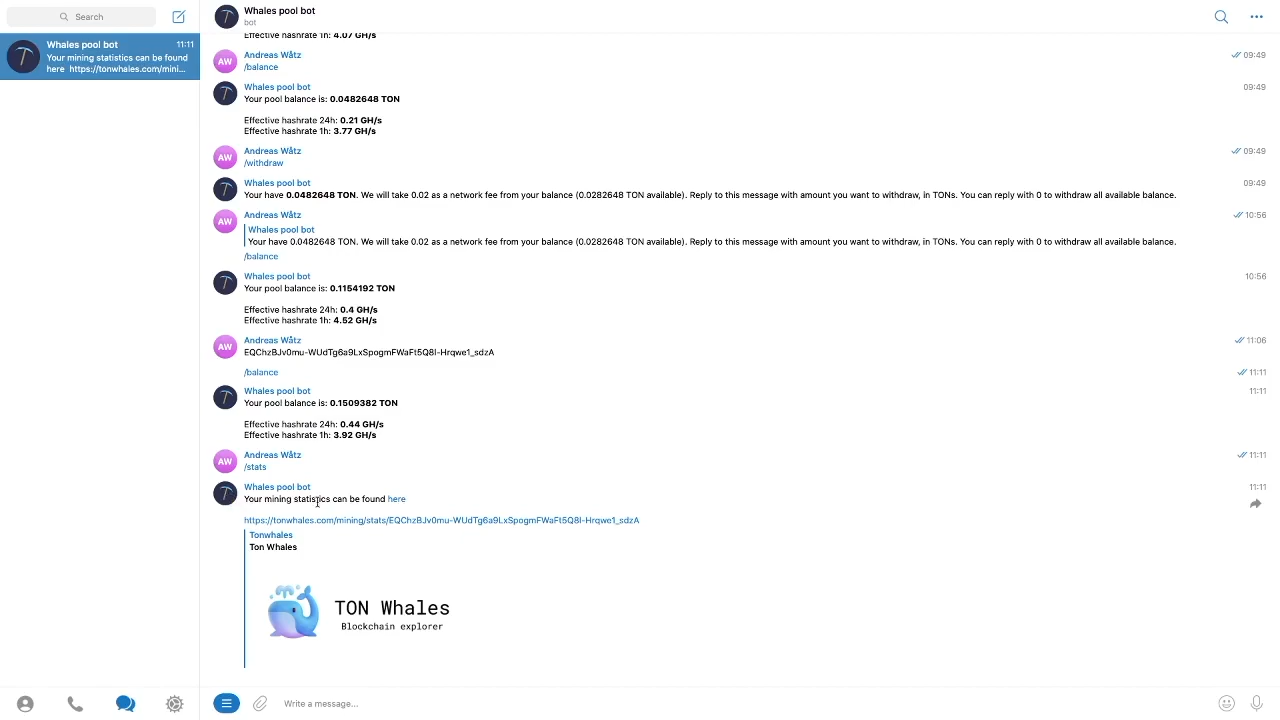 Search
Whales pool bot
11:11
Your mining statistics can be found
here https://tonwhales.com/mini...
Whales pool bot
bot
Effective hashrate 1h: 4.07 GH/s
AW
Andreas Wåtz
09:49
/balance
Whales pool bot
09:49
Your pool balance is: 0.0482648 TON
Effective hashrate 24h: 0.21 GH/s
Effective hashrate 1h: 3.77 GH/s
AW
Andreas Wåtz
09:49
/withdraw
Whales pool bot
09:49
Your have 0.0482648 TON. We will take 0.02 as a network fee from your balance (0.0282648 TON available). Reply to this message with amount you want to withdraw, in TONs. You can reply with 0 to withdraw all available balance.
AW
Andreas Wåtz
10:56
Whales pool bot
Your have 0.0482648 TON. We will take 0.02 as a network fee from your balance (0.0282648 TON available). Reply to this message with amount you want to withdraw, in TONs. You can reply with 0 to withdraw all available balance.
/balance
Whales pool bot
10:56
Your pool balance is: 0.1154192 TON
Effective hashrate 24h: 0.4 GH/s
Effective hashrate 1h: 4.52 GH/s
AW
Andreas Wåtz
11:06
EQChzBJv0mu-WUdTg6a9LxSpogmFWaFt5Q8I-Hrqwe1_sdzA
/balance
11:11
Whales pool bot
11:11
Your pool balance is: 0.1509382 TON
Effective hashrate 24h: 0.44 GH/s
Effective hashrate 1h: 3.92 GH/s
AW
Andreas Wåtz
11:11
/stats
Whales pool bot
11:11
Your mining statistics can be found here
https://tonwhales.com/mining/stats/EQChzBJv0mu-WUdTg6a9LxSpogmFWaFt5Q8I-Hrqwe1_sdzA
Tonwhales
Ton Whales
TON Whales
Blockchain explorer
Write a message...